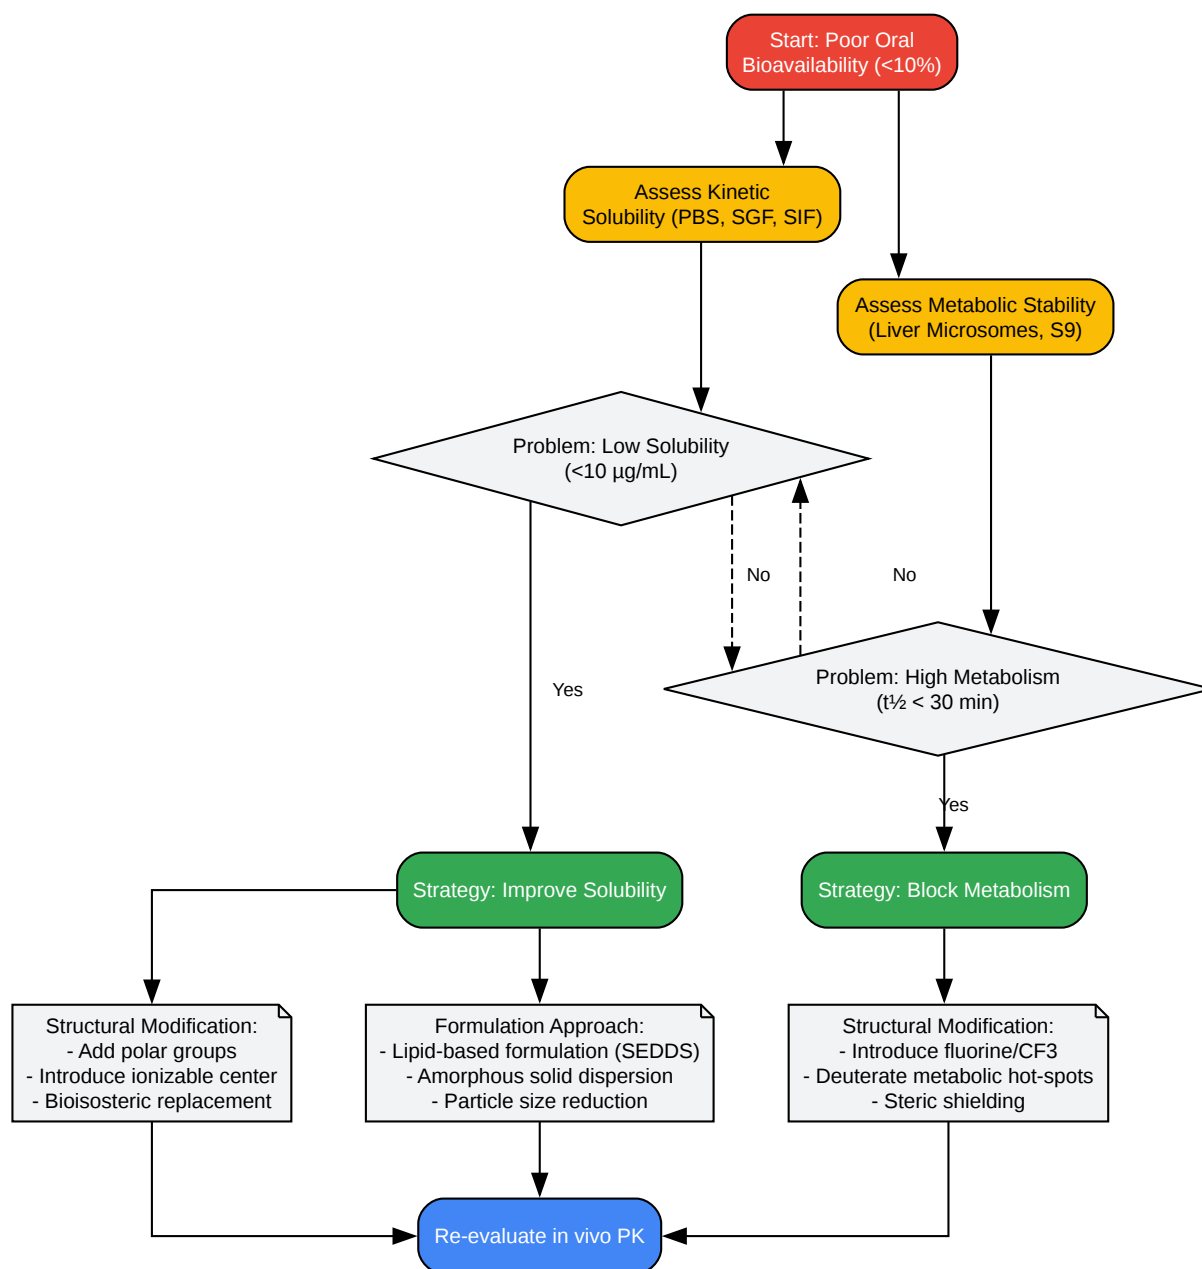 Start: Poor Oral
Bioavailability (<10%)
Assess Kinetic
Solubility (PBS, SGF, SIF)
Assess Metabolic Stability
(Liver Microsomes, S9)
Problem: Low Solubility
(<10 µg/mL)
No
No
Problem: High Metabolism
(t½ < 30 min)
Yes
Yes
Strategy: Improve Solubility
Strategy: Block Metabolism
Structural Modification:
- Add polar groups
- Introduce ionizable center
- Bioisosteric replacement
Formulation Approach:
- Lipid-based formulation (SEDDS)
- Amorphous solid dispersion
- Particle size reduction
Structural Modification:
- Introduce fluorine/CF3
- Deuterate metabolic hot-spots
- Steric shielding
Re-evaluate in vivo PK